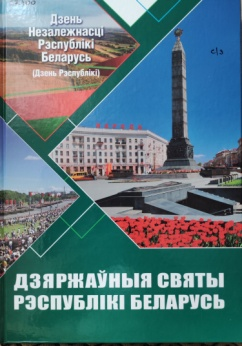 Дзень
Незалежнасці
Рэспублікі
Беларусь
(Дзень Рэспублікі)
ДЗЯРЖАЎНЫЯ СВЯТЫ
РЭСПУБЛІКІ БЕЛАРУСЬ